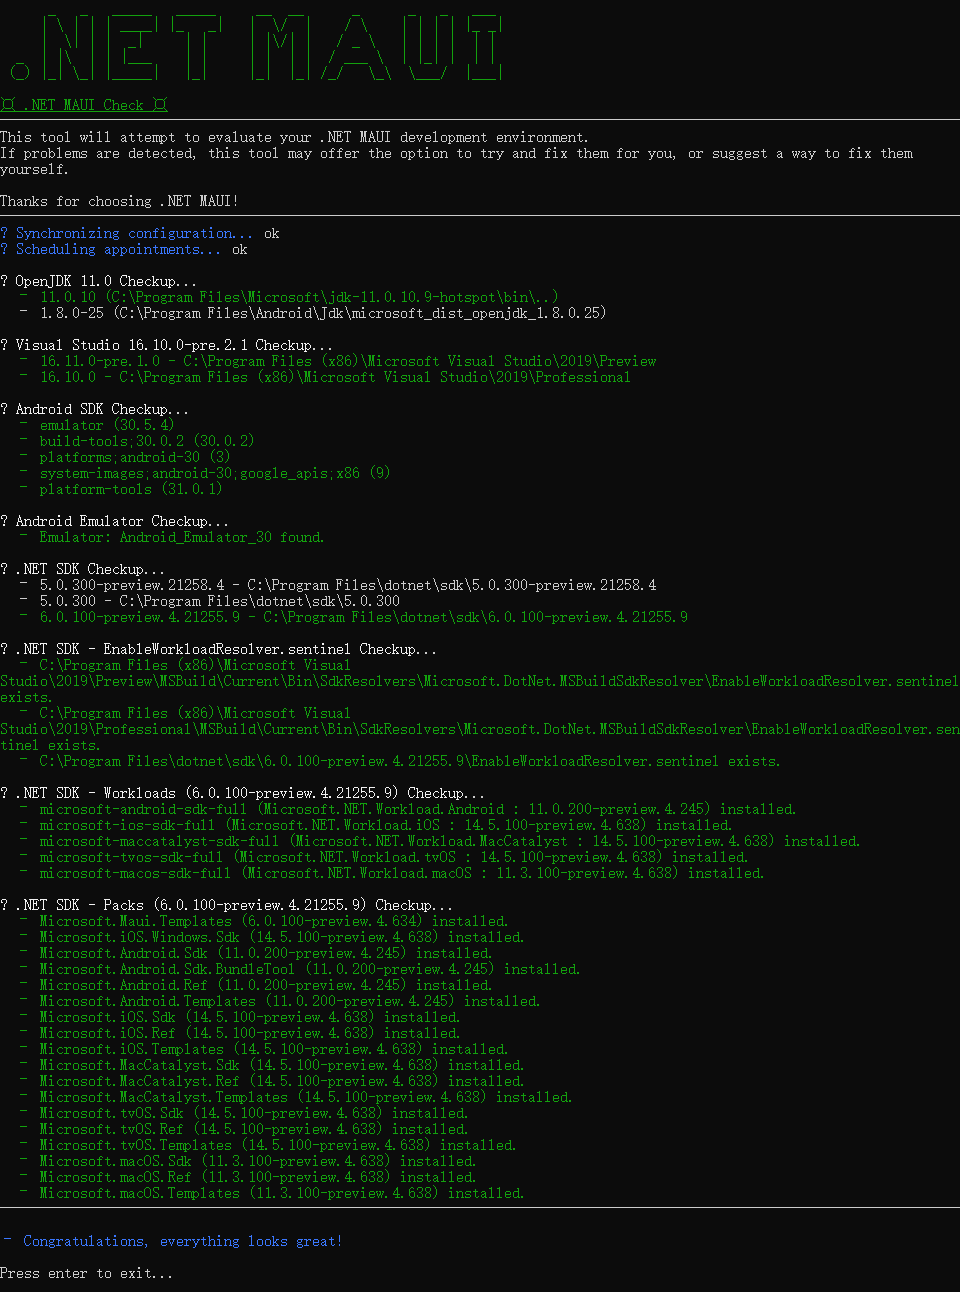 .NET MAUI
¤ .NET MAUI Check ¤
This tool will attempt to evaluate your .NET MAUI development environment.
If problems are detected, this tool may offer the option to try and fix them for you, or suggest a way to fix them
yourself.
Thanks for choosing .NET MAUI!
? Synchronizing configuration... ok
? Scheduling appointments... ok
? OpenJDK 11.0 Checkup...
– 11.0.10 (C:\Program Files\Microsoft\jdk-11.0.10.9-hotspot\bin\..)
– 1.8.0-25 (C:\Program Files\Android\Jdk\microsoft_dist_openjdk_1.8.0.25)
? Visual Studio 16.10.0-pre.2.1 Checkup...
– 16.11.0-pre.1.0 - C:\Program Files (x86)\Microsoft Visual Studio\2019\Preview
– 16.10.0 - C:\Program Files (x86)\Microsoft Visual Studio\2019\Professional
? Android SDK Checkup...
– emulator (30.5.4)
– build-tools;30.0.2 (30.0.2)
– platforms;android-30 (3)
– system-images;android-30;google_apis;x86 (9)
– platform-tools (31.0.1)
? Android Emulator Checkup...
– Emulator: Android_Emulator_30 found.
? .NET SDK Checkup...
– 5.0.300-preview.21258.4 - C:\Program Files\dotnet\sdk\5.0.300-preview.21258.4
– 5.0.300 - C:\Program Files\dotnet\sdk\5.0.300
– 6.0.100-preview.4.21255.9 - C:\Program Files\dotnet\sdk\6.0.100-preview.4.21255.9
? .NET SDK - EnableWorkloadResolver.sentinel Checkup...
– C:\Program Files (x86)\Microsoft Visual
Studio\2019\Preview\MSBuild\Current\Bin\SdkResolvers\Microsoft.DotNet.MSBuildSdkResolver\EnableWorkloadResolver.sentinel
exists.
– C:\Program Files (x86)\Microsoft Visual
Studio\2019\Professional\MSBuild\Current\Bin\SdkResolvers\Microsoft.DotNet.MSBuildSdkResolver\EnableWorkloadResolver.sen
tinel exists.
– C:\Program Files\dotnet\sdk\6.0.100-preview.4.21255.9\EnableWorkloadResolver.sentinel exists.
? .NET SDK - Workloads (6.0.100-preview.4.21255.9) Checkup...
– microsoft-android-sdk-full (Microsoft.NET.Workload.Android : 11.0.200-preview.4.245) installed.
– microsoft-ios-sdk-full (Microsoft.NET.Workload.iOS : 14.5.100-preview.4.638) installed.
– microsoft-maccatalyst-sdk-full (Microsoft.NET.Workload.MacCatalyst : 14.5.100-preview.4.638) installed.
– microsoft-tvos-sdk-full (Microsoft.NET.Workload.tvOS : 14.5.100-preview.4.638) installed.
– microsoft-macos-sdk-full (Microsoft.NET.Workload.macOS : 11.3.100-preview.4.638) installed.
? .NET SDK - Packs (6.0.100-preview.4.21255.9) Checkup...
– Microsoft.Maui.Templates (6.0.100-preview.4.634) installed.
– Microsoft.iOS.Windows.Sdk (14.5.100-preview.4.638) installed.
– Microsoft.Android.Sdk (11.0.200-preview.4.245) installed.
– Microsoft.Android.Sdk.BundleTool (11.0.200-preview.4.245) installed.
– Microsoft.Android.Ref (11.0.200-preview.4.245) installed.
– Microsoft.Android.Templates (11.0.200-preview.4.245) installed.
– Microsoft.iOS.Sdk (14.5.100-preview.4.638) installed.
– Microsoft.iOS.Ref (14.5.100-preview.4.638) installed.
– Microsoft.iOS.Templates (14.5.100-preview.4.638) installed.
– Microsoft.MacCatalyst.Sdk (14.5.100-preview.4.638) installed.
– Microsoft.MacCatalyst.Ref (14.5.100-preview.4.638) installed.
– Microsoft.MacCatalyst.Templates (14.5.100-preview.4.638) installed.
– Microsoft.tvOS.Sdk (14.5.100-preview.4.638) installed.
– Microsoft.tvOS.Ref (14.5.100-preview.4.638) installed.
– Microsoft.tvOS.Templates (14.5.100-preview.4.638) installed.
– Microsoft.macOS.Sdk (11.3.100-preview.4.638) installed.
– Microsoft.macOS.Ref (11.3.100-preview.4.638) installed.
– Microsoft.macOS.Templates (11.3.100-preview.4.638) installed.
– Congratulations, everything looks great!
Press enter to exit...